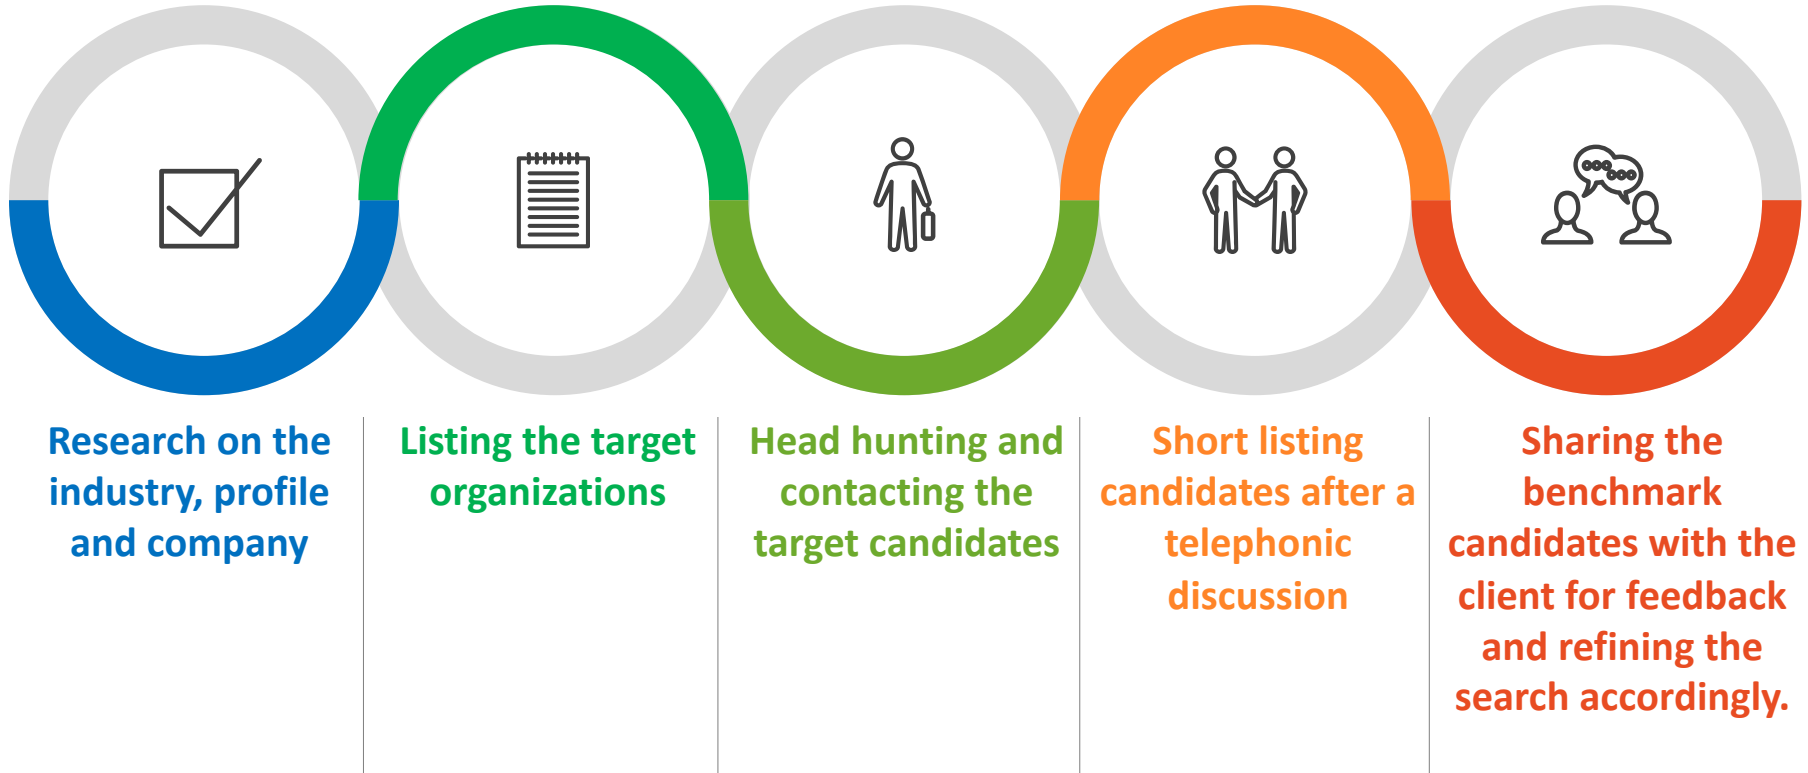 Research on the
industry, profile
and company
Listing the target
organizations
Head hunting and
contacting the
target candidates
Short listing
candidates after a
telephonic
discussion
Sharing the
benchmark
candidates with the
client for feedback
and refining the
search accordingly.